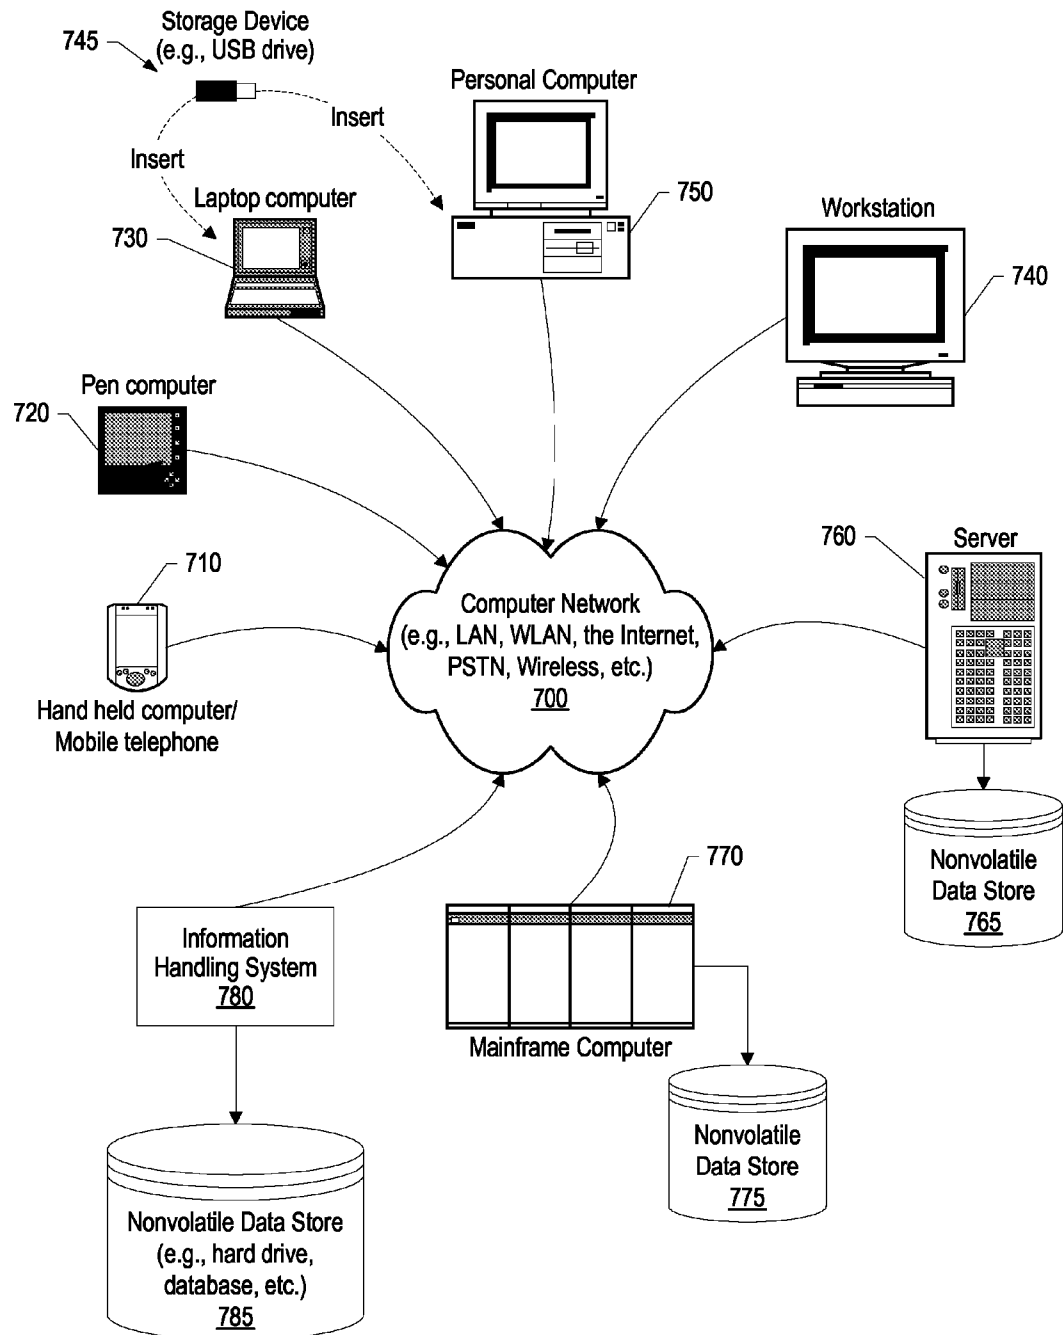 Storage Device
(e.g., USB drive)
745
Personal Computer
Insert
Insert
750
Laptop computer
730
Workstation
740
Pen computer
720
760
Server
710
Computer Network
(e.g., LAN, WLAN, the Internet,
PSTN, Wireless, etc.)
700
Hand held computer/
Mobile telephone
Nonvolatile
Data Store
765
770
Information
Handling System
780
Mainframe Computer
Nonvolatile
Data Store
775
Nonvolatile Data Store
(e.g., hard drive,
database, etc.)
785